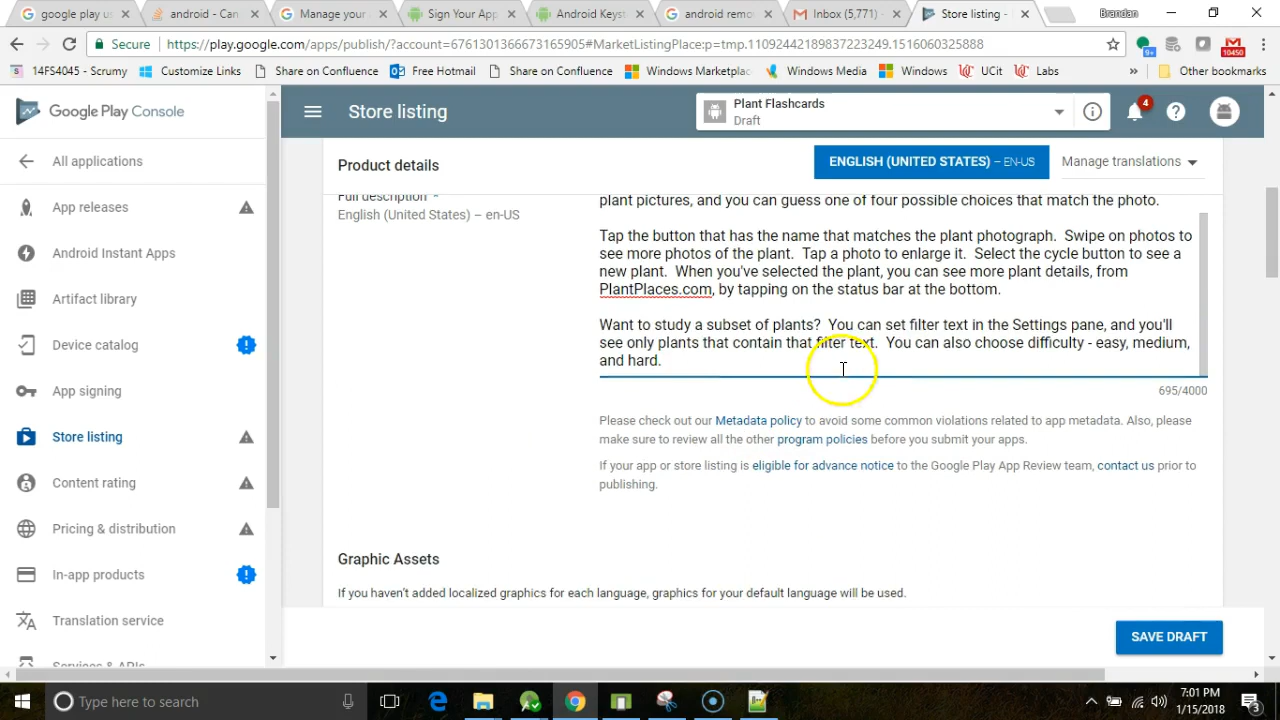 google play us
android - Can
Manage your
Sign Your App
Android Keyst
android remo
Inbox (5,771)
Store listing -
Brandan
Secure
https://play.google.com/apps/publish/?account=6761301366173165905#MarketListingPlace:p=tmp.11092442189837223249.1516060325988
9+
10450
14FS4045 - Scrumy
Customize Links
Share on Confluence
Free Hotmail
Share on Confluence
Windows Marketplac
Windows Media
Windows
UCit
Labs
»
Other bookmarks
Google Play Console
Store listing
Plant Flashcards
Draft
4
All applications
App releases
Android Instant Apps
Artifact library
Device catalog
App signing
Store listing
Content rating
Pricing & distribution
In-app products
Translation service
Services & APIs
Product details
ENGLISH (UNITED STATES) – EN-US
Manage translations
Full description *
English (United States) – en-US
plant pictures, and you can guess one of four possible choices that match the photo.
Tap the button that has the name that matches the plant photograph. Swipe on photos to
see more photos of the plant. Tap a photo to enlarge it. Select the cycle button to see a
new plant. When you've selected the plant, you can see more plant details, from
PlantPlaces.com, by tapping on the status bar at the bottom.
Want to study a subset of plants? You can set filter text in the Settings pane, and you'll
see only plants that contain that filter text. You can also choose difficulty - easy, medium,
and hard.
695/4000
Please check out our Metadata policy to avoid some common violations related to app metadata. Also, please
make sure to review all the other program policies before you submit your apps.
If your app or store listing is eligible for advance notice to the Google Play App Review team, contact us prior to
publishing.
Graphic Assets
If you haven't added localized graphics for each language, graphics for your default language will be used.
SAVE DRAFT
Type here to search
7:01 PM
1/15/2018
3